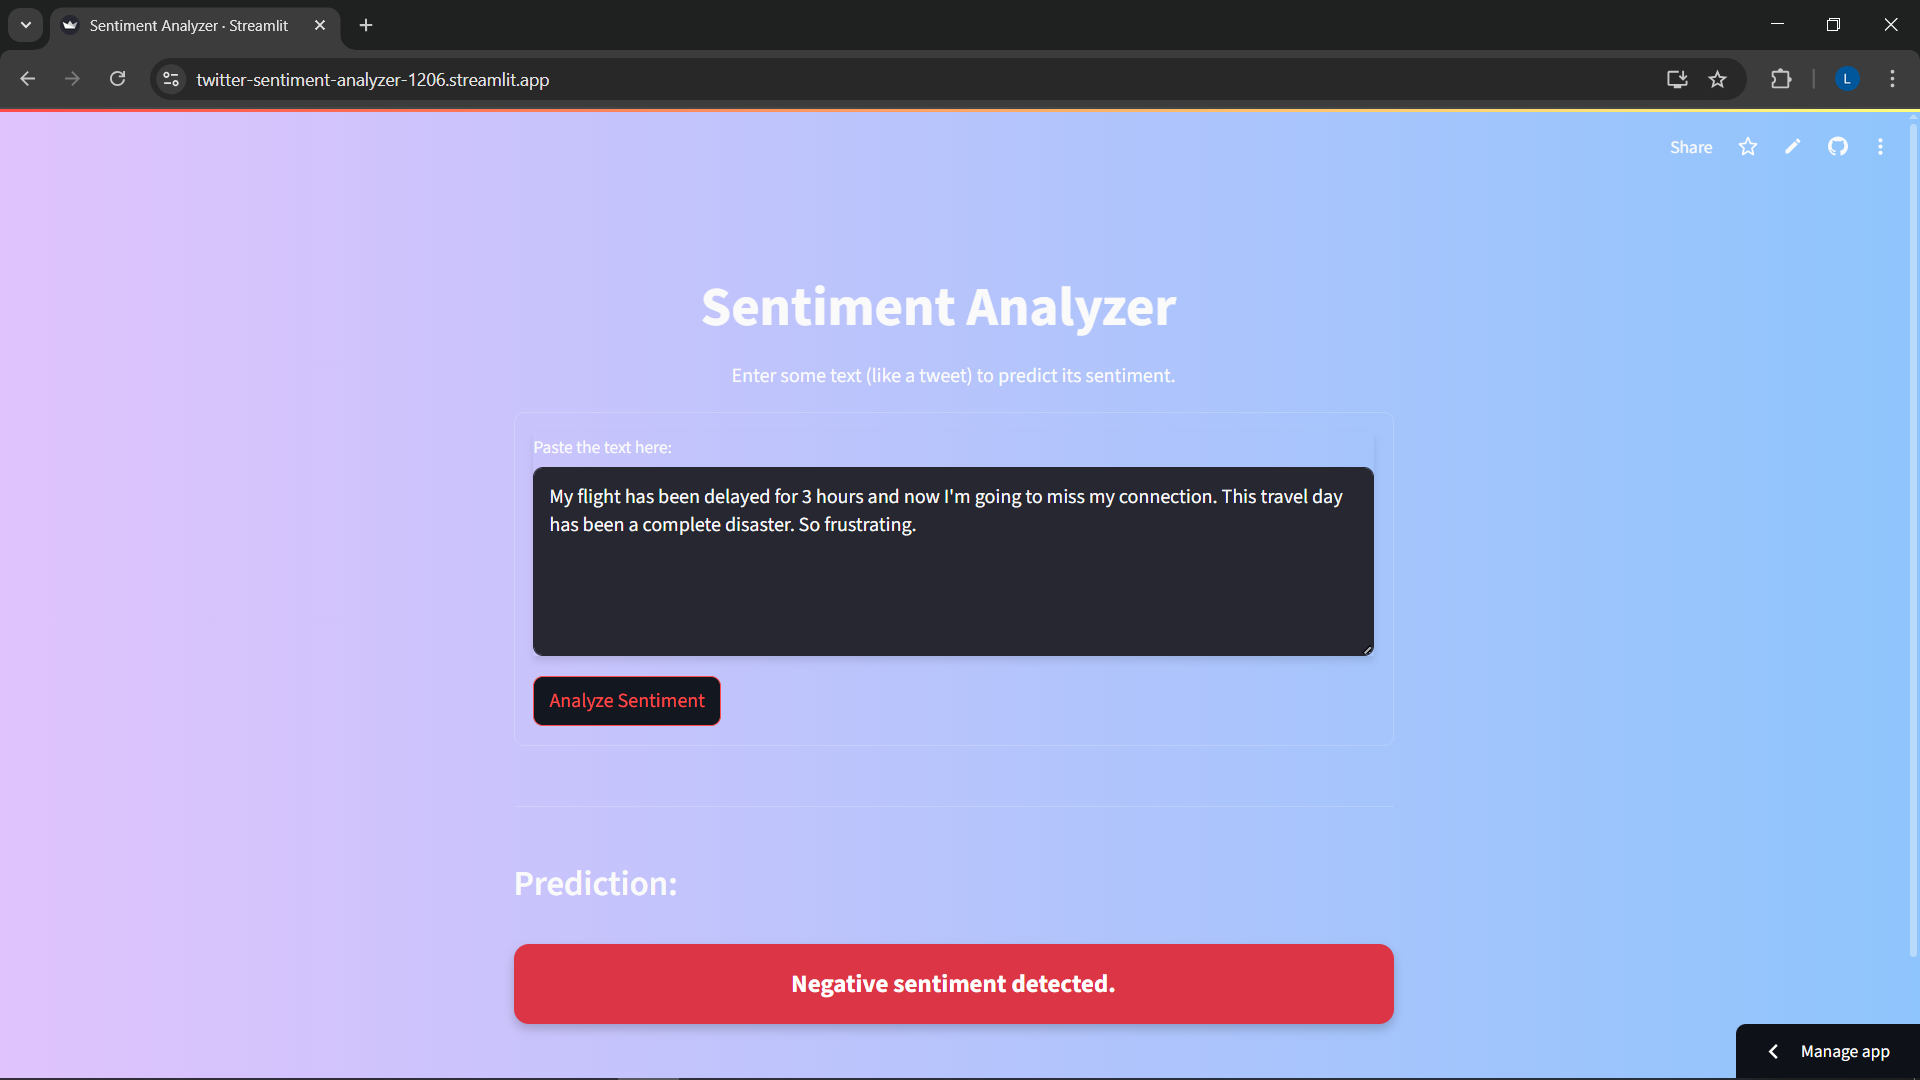 Sentiment Analyzer · Streamlit
twitter-sentiment-analyzer-1206.streamlit.app
L
Share
Sentiment Analyzer
Enter some text (like a tweet) to predict its sentiment.
Paste the text here:
My flight has been delayed for 3 hours and now I'm going to miss my connection. This travel day
has been a complete disaster. So frustrating.
Analyze Sentiment
Prediction:
Negative sentiment detected.
Manage app